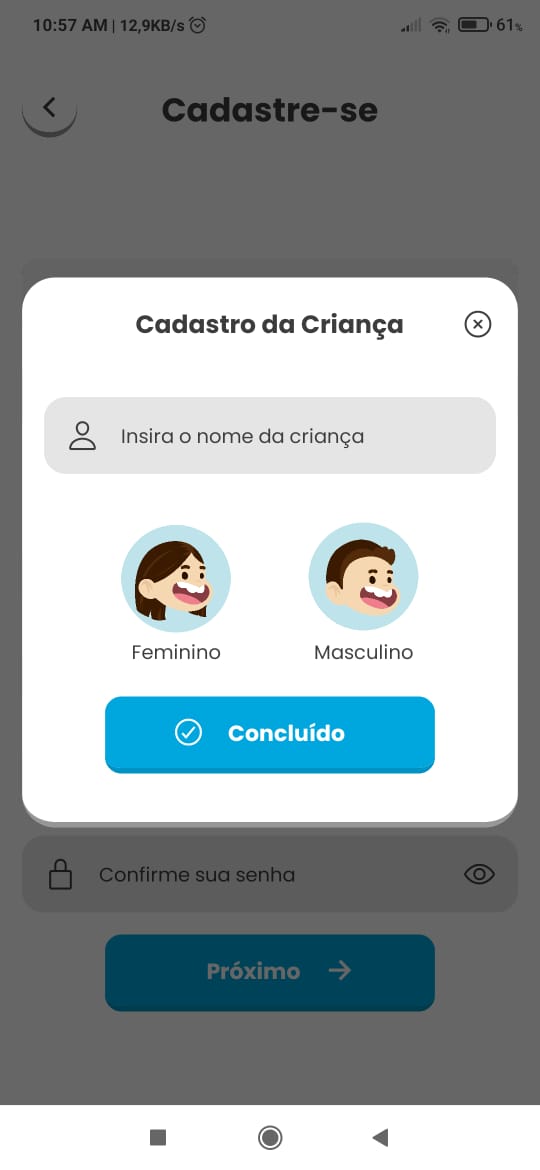 10:57 AM | 12,9KB/s
61%
Cadastre-se
Cadastro da Criança
Insira o nome da criança
Feminino
Masculino
Concluído
Confirme sua senha
Próximo